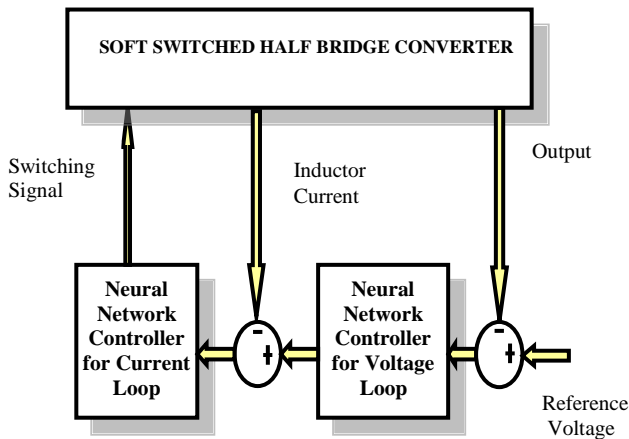 SOFT SWITCHED HALF BRIDGE CONVERTER
Switching
Signal
Inductor
Current
Output
Neural
Network
Controller
for Current
Loop
-
+
Neural
Network
Controller
for Voltage
Loop
-
+
Reference
Voltage